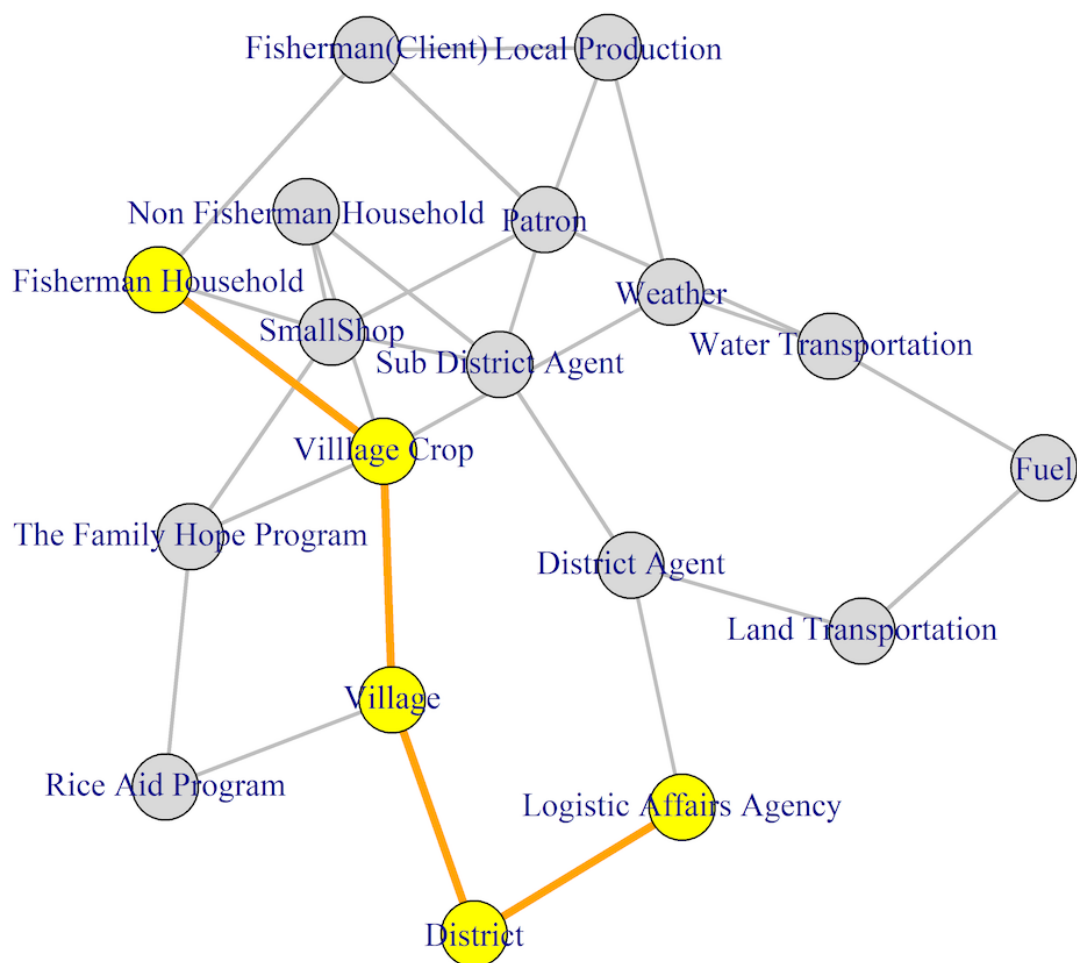 Fisherman(Client)
Local Production
Non Fisherman Household
Patron
Fisherman Household
Weather
SmallShop
Water Transportation
Sub District Agent
Villlage Crop
Fuel
The Family Hope Program
District Agent
Land Transportation
Village
Rice Aid Program
Logistic Affairs Agency
District